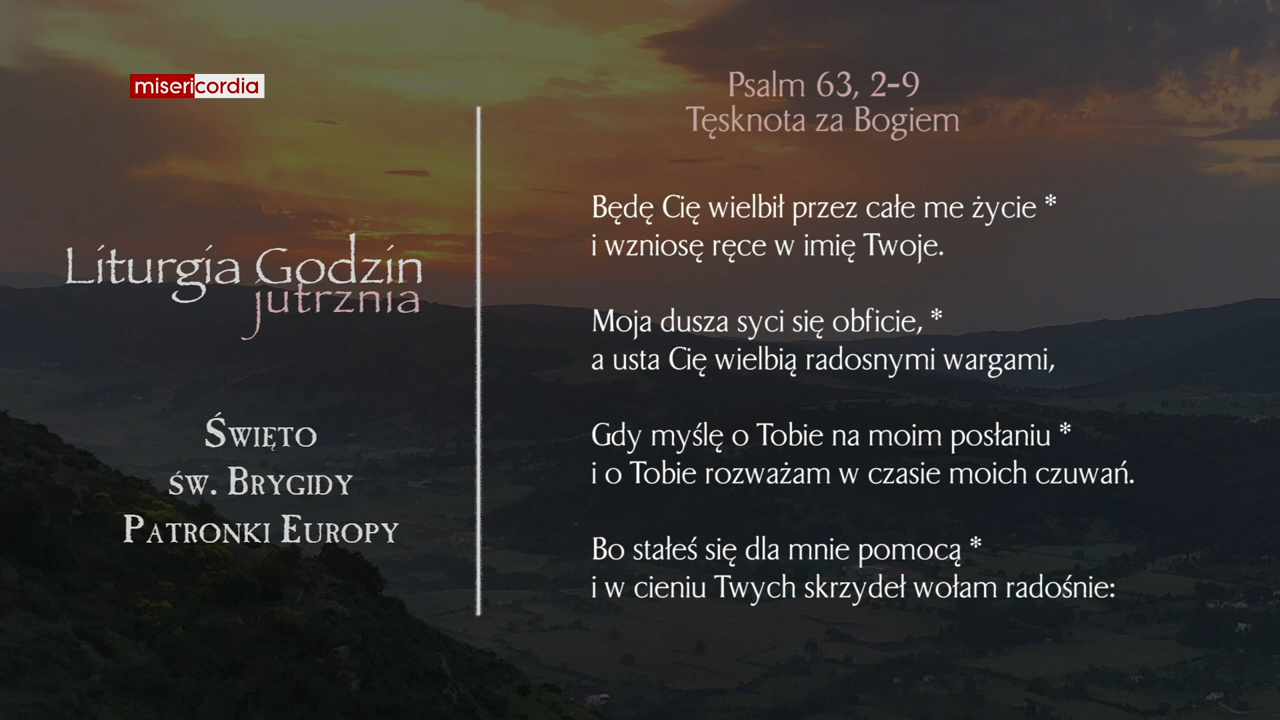 misericordia
Liturgia Godzin
jutrznia
Święto
św. Brygidy
Patronki Europy
Psalm 63, 2-9
Tęsknota za Bogiem
Będę Cię wielbił przez całe me życie *
i wzniosę ręce w imię Twoje.
Moja dusza syci się obficie, *
a usta Cię wielbią radosnymi wargami,
Gdy myślę o Tobie na moim posłaniu *
i o Tobie rozważam w czasie moich czuwań.
Bo stałeś się dla mnie pomocą *
i w cieniu Twych skrzydeł wołam radośnie: